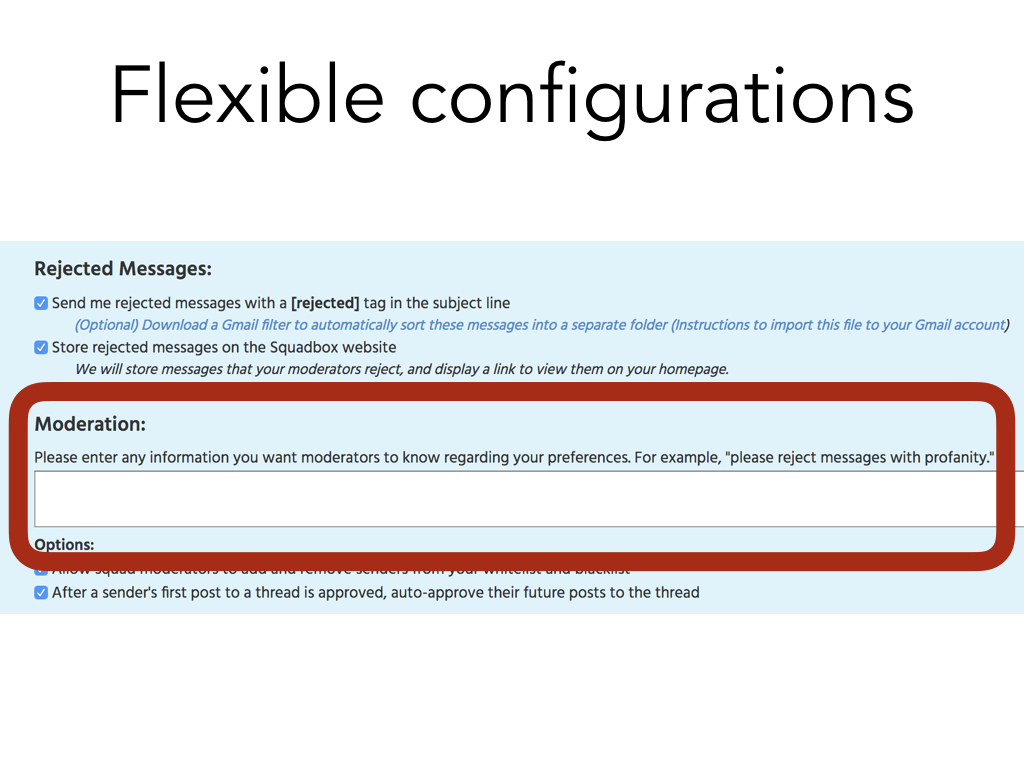 Flexible configurations
Rejected Messages:
Send me rejected messages with a [rejected] tag in the subject line
(Optional) Download a Gmail filter to automatically sort these messages into a separate folder (Instructions to import this file to your Gmail account)
Store rejected messages on the Squadbox website
We will store messages that your moderators reject, and display a link to view them on your homepage.
Moderation:
Please enter any information you want moderators to know regarding your preferences. For example, "please reject messages with profanity."
Options:
Allow squad moderators to add and remove senders from your whitelist and blacklist
After a sender's first post to a thread is approved, auto-approve their future posts to the thread